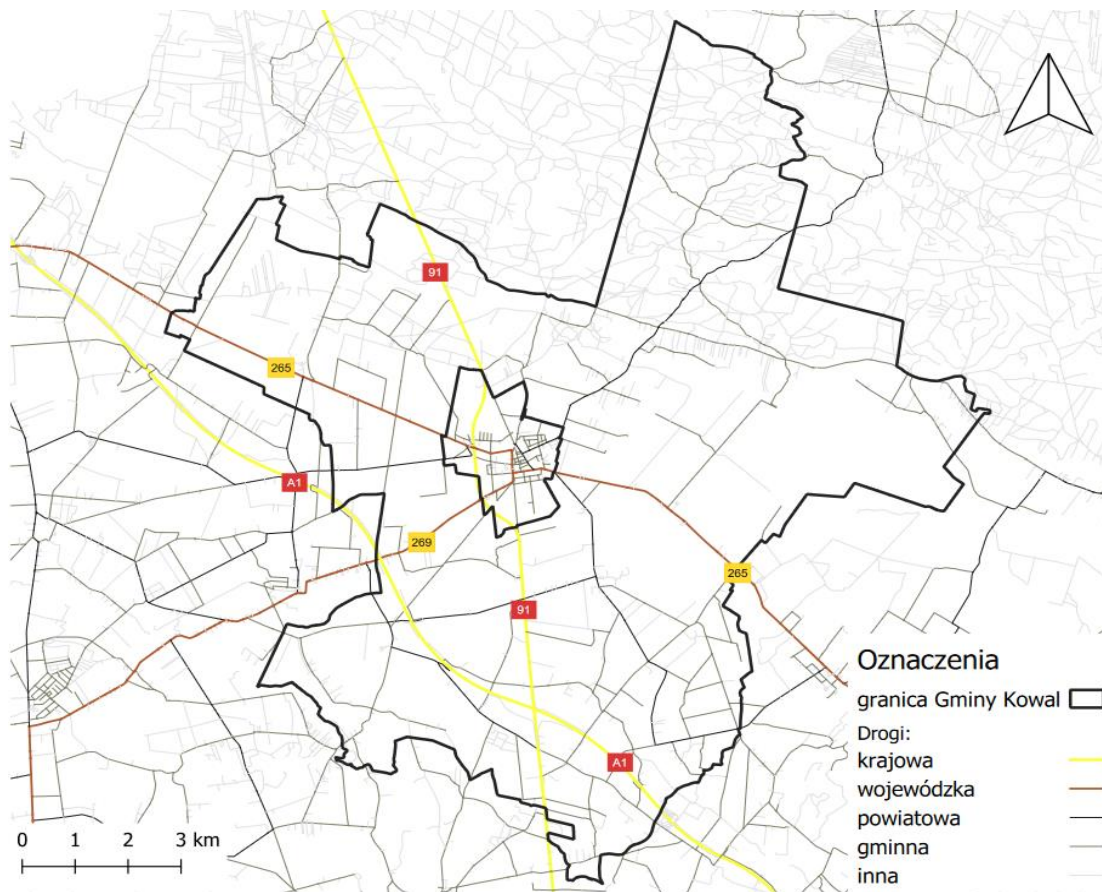 91
265
A1
269
265
91
A1
Oznaczenia
granica Gminy Kowal
Drogi:
krajowa
wojewódzka
powiatowa
gminna
inna
0 1 2 3 km